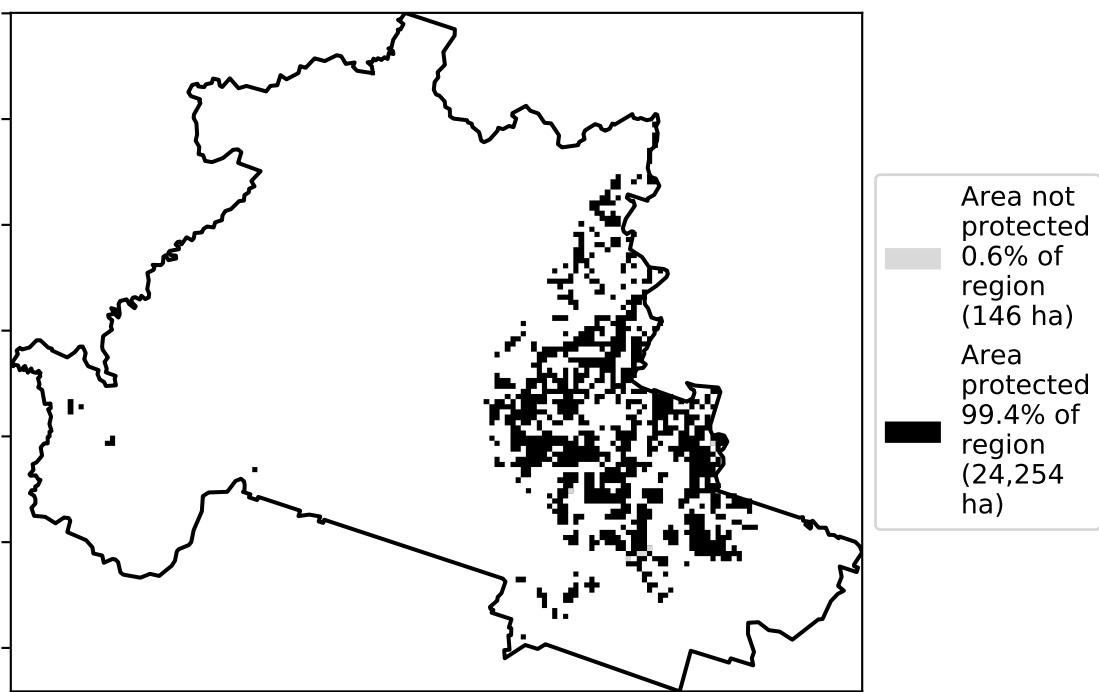 Area not
protected
0.6% of
region
(146 ha)
Area
protected
99.4% of
region
(24,254
ha)